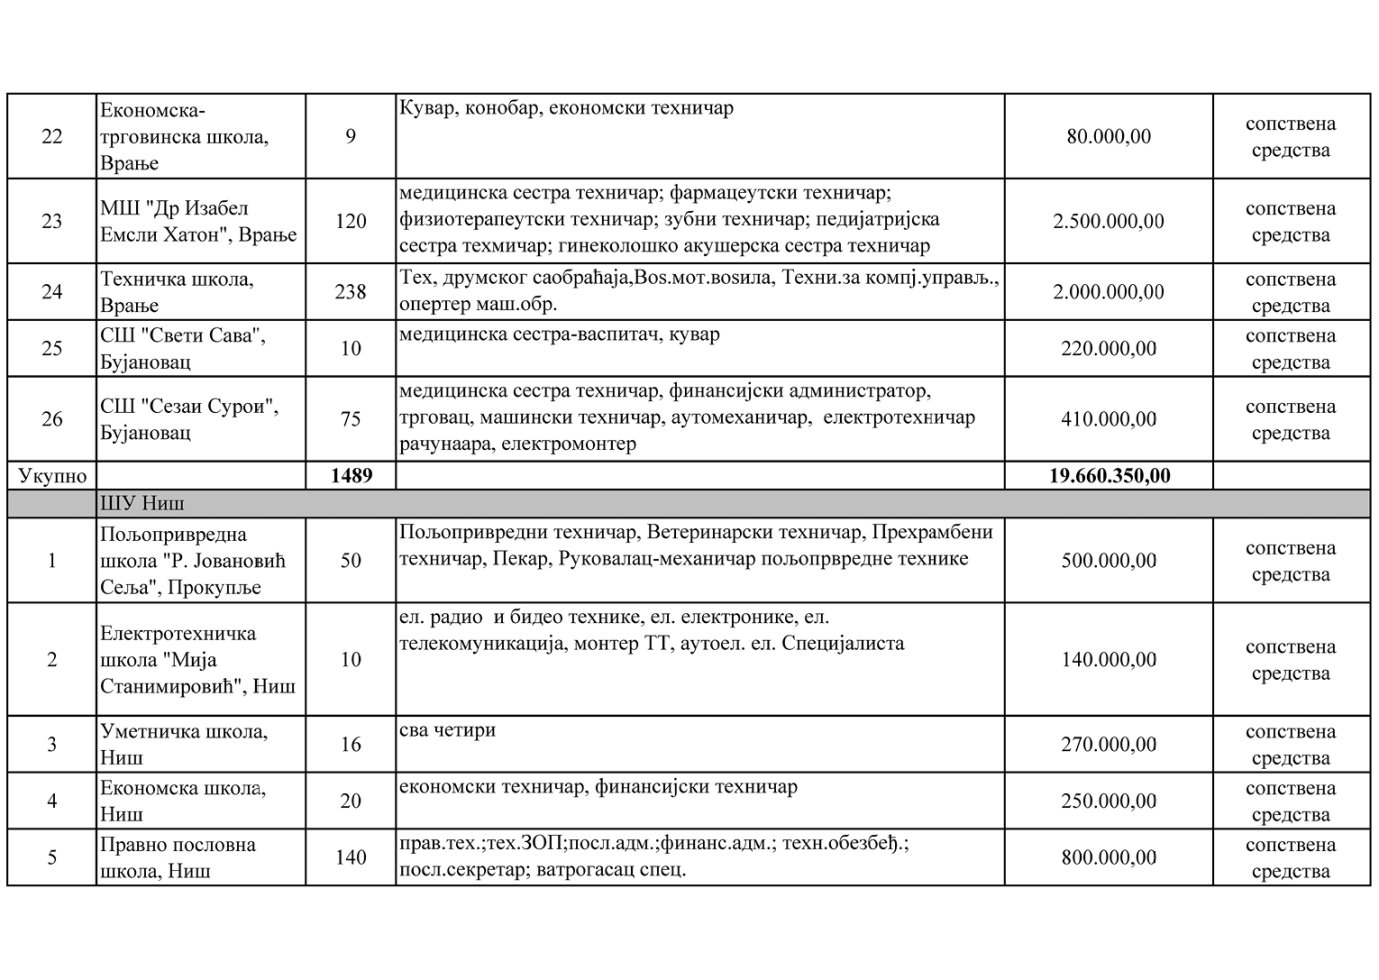 22 Економска-трговинска школа, Врање 9 Кувар, конобар, економски техничар 80.000,00 сопствена средства
23 МШ "Др Изабел Емсли Хатон", Врање 120 медицинска сестра техничар; фармацеутски техничар; физиотерапеутски техничар; зубни техничар; педијатријска сестра техмичар; гинеколошко акушерска сестра техничар 2.500.000,00 сопствена средства
24 Техничка школа, Врање 238 Тех, друмског саобраћаја,Воѕ.мот.воѕила, Техни.за компј.управљ., опертер маш.обр. 2.000.000,00 сопствена средства
25 СШ "Свети Сава", Бујановац 10 медицинска сестра-васпитач, кувар 220.000,00 сопствена средства
26 СШ "Сезаи Сурои", Бујановац 75 медицинска сестра техничар, финансијски администратор, трговац, машински техничар, аутомеханичар, електротехничар рачунаара, електромонтер 410.000,00 сопствена средства
Укупно 1489 19.660.350,00
ШУ Ниш
1 Пољопривредна школа "Р. Јовановић Сеља", Прокупље 50 Пољопривредни техничар, Ветеринарски техничар, Прехрамбени техничар, Пекар, Руковалац-механичар пољопрвредне технике 500.000,00 сопствена средства
2 Електротехничка школа "Мија Станимировић", Ниш 10 ел. радио и бидео технике, ел. електронике, ел. телекомуникација, монтер ТТ, аутоел. ел. Специјалиста 140.000,00 сопствена средства
3 Уметничка школа, Ниш 16 сва четири 270.000,00 сопствена средства
4 Економска школа, Ниш 20 економски техничар, финансијски техничар 250.000,00 сопствена средства
5 Правно пословна школа, Ниш 140 прав.тех.;тех.ЗОП;посл.адм.;финанс.адм.; техн.обезбеђ.; посл.секретар; ватрогасац спец. 800.000,00 сопствена средства